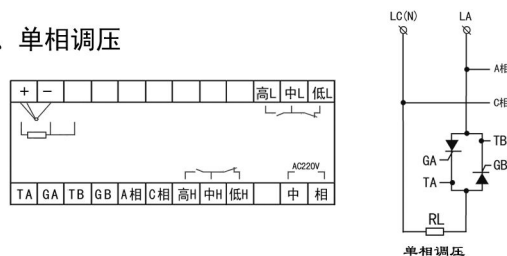 单相调压
LC(N) LA
+ − 高L 中L 低L
A相
C相
TB
GA GB
TA
AC220V
TA GA TB GB A相 C相 高H 中H 低H 中 相
RL
单相调压